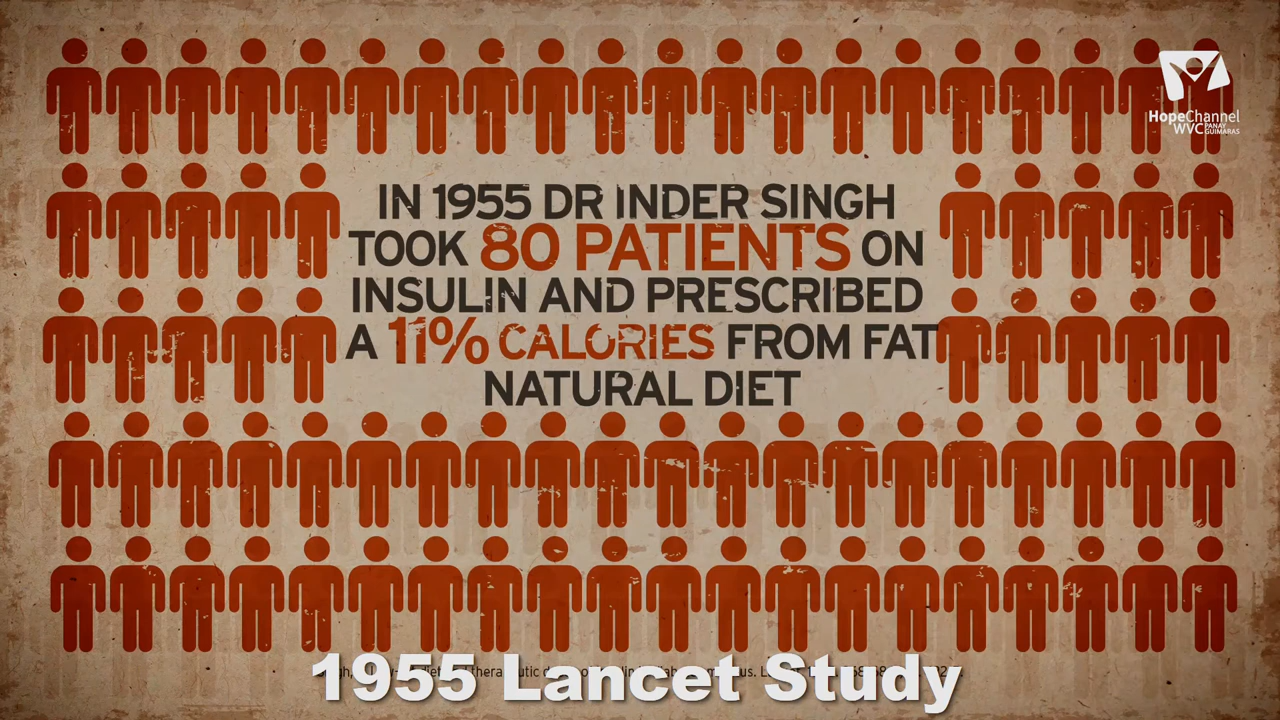 HopeChannel
WVC PANAY GUIMARAS
IN 1955 DR INDER SINGH
TOOK 80 PATIENTS ON
INSULIN AND PRESCRIBED
A 11% CALORIES FROM FAT
NATURAL DIET
1955 Lancet Study